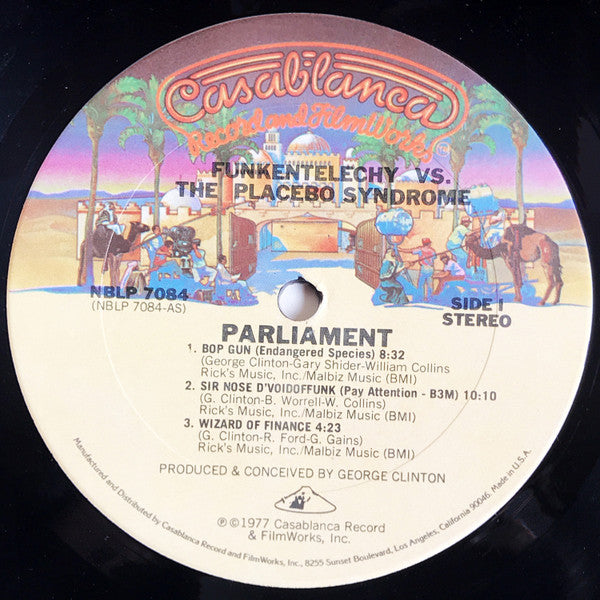 Casablanca
Record and FilmWorks
FUNKENTELECHY VS.
THE PLACEBO SYNDROME
NBLP 7084
(NBLP 7084-AS)
SIDE I
STEREO
PARLIAMENT
1. BOP GUN (Endangered Species) 8:32
(George Clinton-Gary Shider-William Collins
Rick's Music, Inc./Malbiz Music (BMI)
2. SIR NOSE D'VOIDOFFUNK (Pay Attention - B3M) 10:10
(G. Clinton-B. Worrell-W. Collins)
Rick's Music, Inc./Malbiz Music (BMI)
3. WIZARD OF FINANCE 4:23
(G. Clinton-R. Ford-G. Gains)
Rick's Music, Inc./Malbiz Music (BMI)
PRODUCED & CONCEIVED BY GEORGE CLINTON
℗©1977 Casablanca Record
& FilmWorks, Inc.
Manufactured and Distributed by Casablanca Record and FilmWorks, Inc., 8255 Sunset Boulevard, Los Angeles, California 90046. Made in U.S.A.